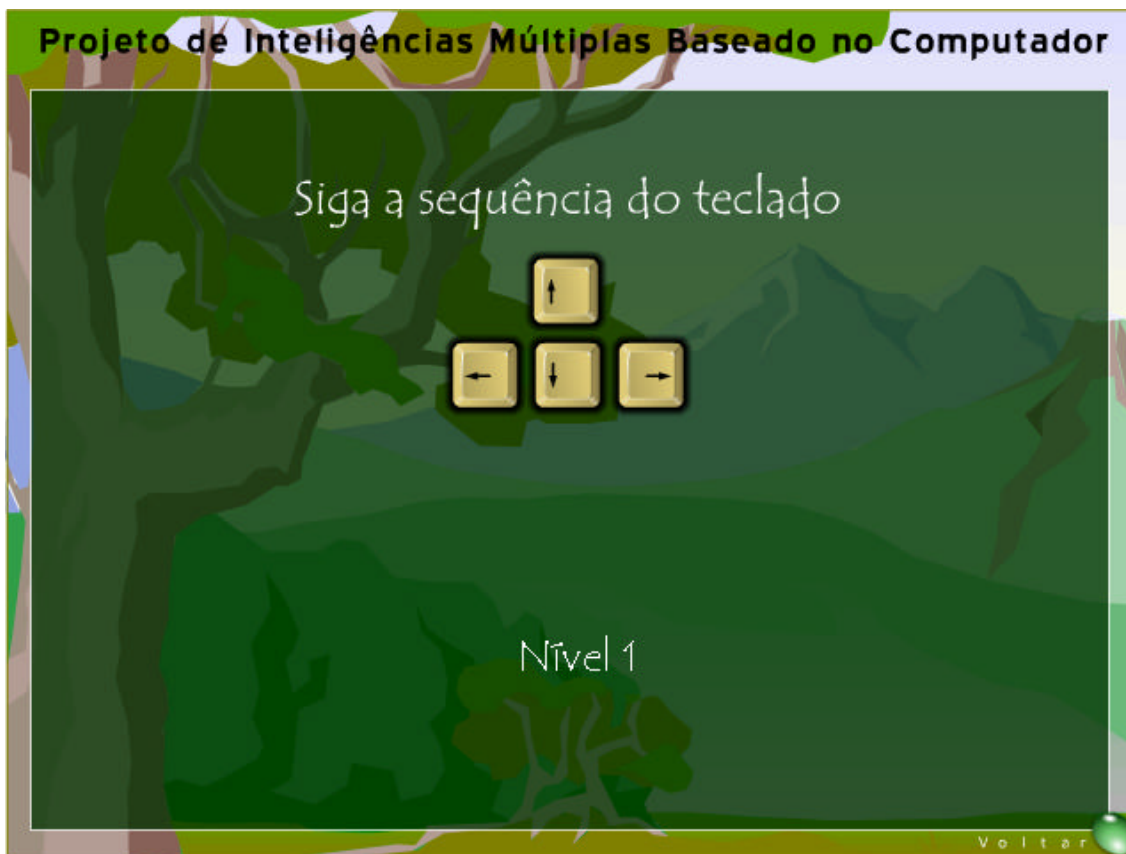 Projeto de Inteligências Múltiplas Baseado no Computador
Siga a sequência do teclado
Nível 1
Voltar